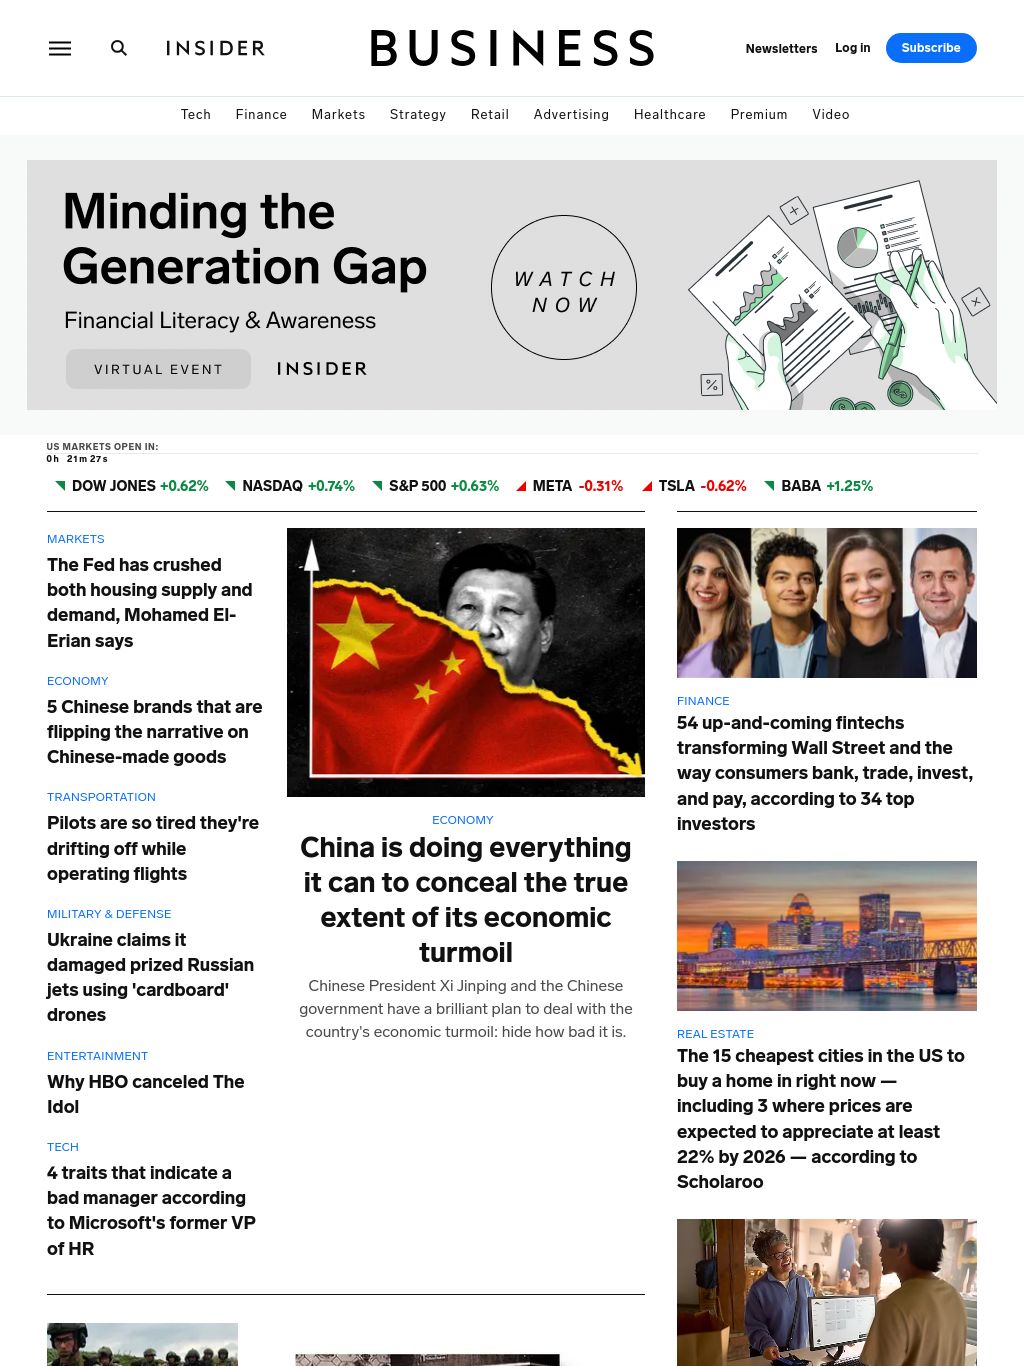 INSIDER
BUSINESS
Newsletters
Log in
Subscribe
Tech
Finance
Markets
Strategy
Retail
Advertising
Healthcare
Premium
Video
Minding the
Generation Gap
Financial Literacy & Awareness
VIRTUAL EVENT
INSIDER
WATCH
NOW
%
US MARKETS OPEN IN:
0h 21m 27s
DOW JONES +0.62%
NASDAQ +0.74%
S&P 500 +0.63%
META -0.31%
TSLA -0.62%
BABA +1.25%
MARKETS
The Fed has crushed
both housing supply and
demand, Mohamed El-
Erian says
ECONOMY
5 Chinese brands that are
flipping the narrative on
Chinese-made goods
TRANSPORTATION
Pilots are so tired they're
drifting off while
operating flights
MILITARY & DEFENSE
Ukraine claims it
damaged prized Russian
jets using 'cardboard'
drones
ENTERTAINMENT
Why HBO canceled The
Idol
TECH
4 traits that indicate a
bad manager according
to Microsoft's former VP
of HR
ECONOMY
China is doing everything
it can to conceal the true
extent of its economic
turmoil
Chinese President Xi Jinping and the Chinese
government have a brilliant plan to deal with the
country's economic turmoil: hide how bad it is.
FINANCE
54 up-and-coming fintechs
transforming Wall Street and the
way consumers bank, trade, invest,
and pay, according to 34 top
investors
REAL ESTATE
The 15 cheapest cities in the US to
buy a home in right now —
including 3 where prices are
expected to appreciate at least
22% by 2026 — according to
Scholaroo